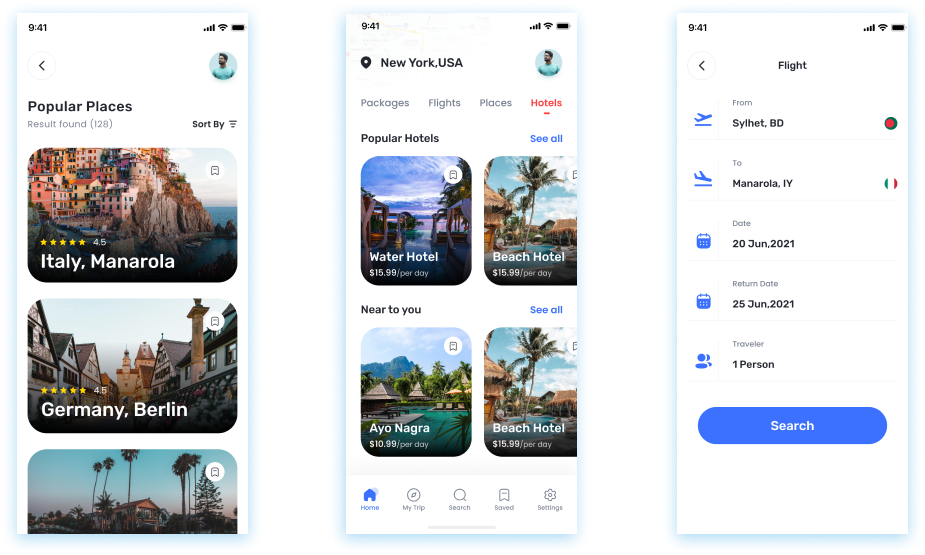 9:41
Popular Places
Result found (128)
Sort By
4.5
Italy, Manarola
4.5
Germany, Berlin
9:41
New York,USA
Packages Flights Places Hotels
Popular Hotels See all
Water Hotel
$15.99/per day
Beach Hotel
$15.99/per day
Near to you See all
Ayo Nagra
$10.99/per day
Beach Hotel
$15.99/per day
Home My Trip Search Saved Settings
9:41
Flight
From
Sylhet, BD
To
Manarola, IY
Date
20 Jun,2021
Return Date
25 Jun,2021
Traveler
1 Person
Search